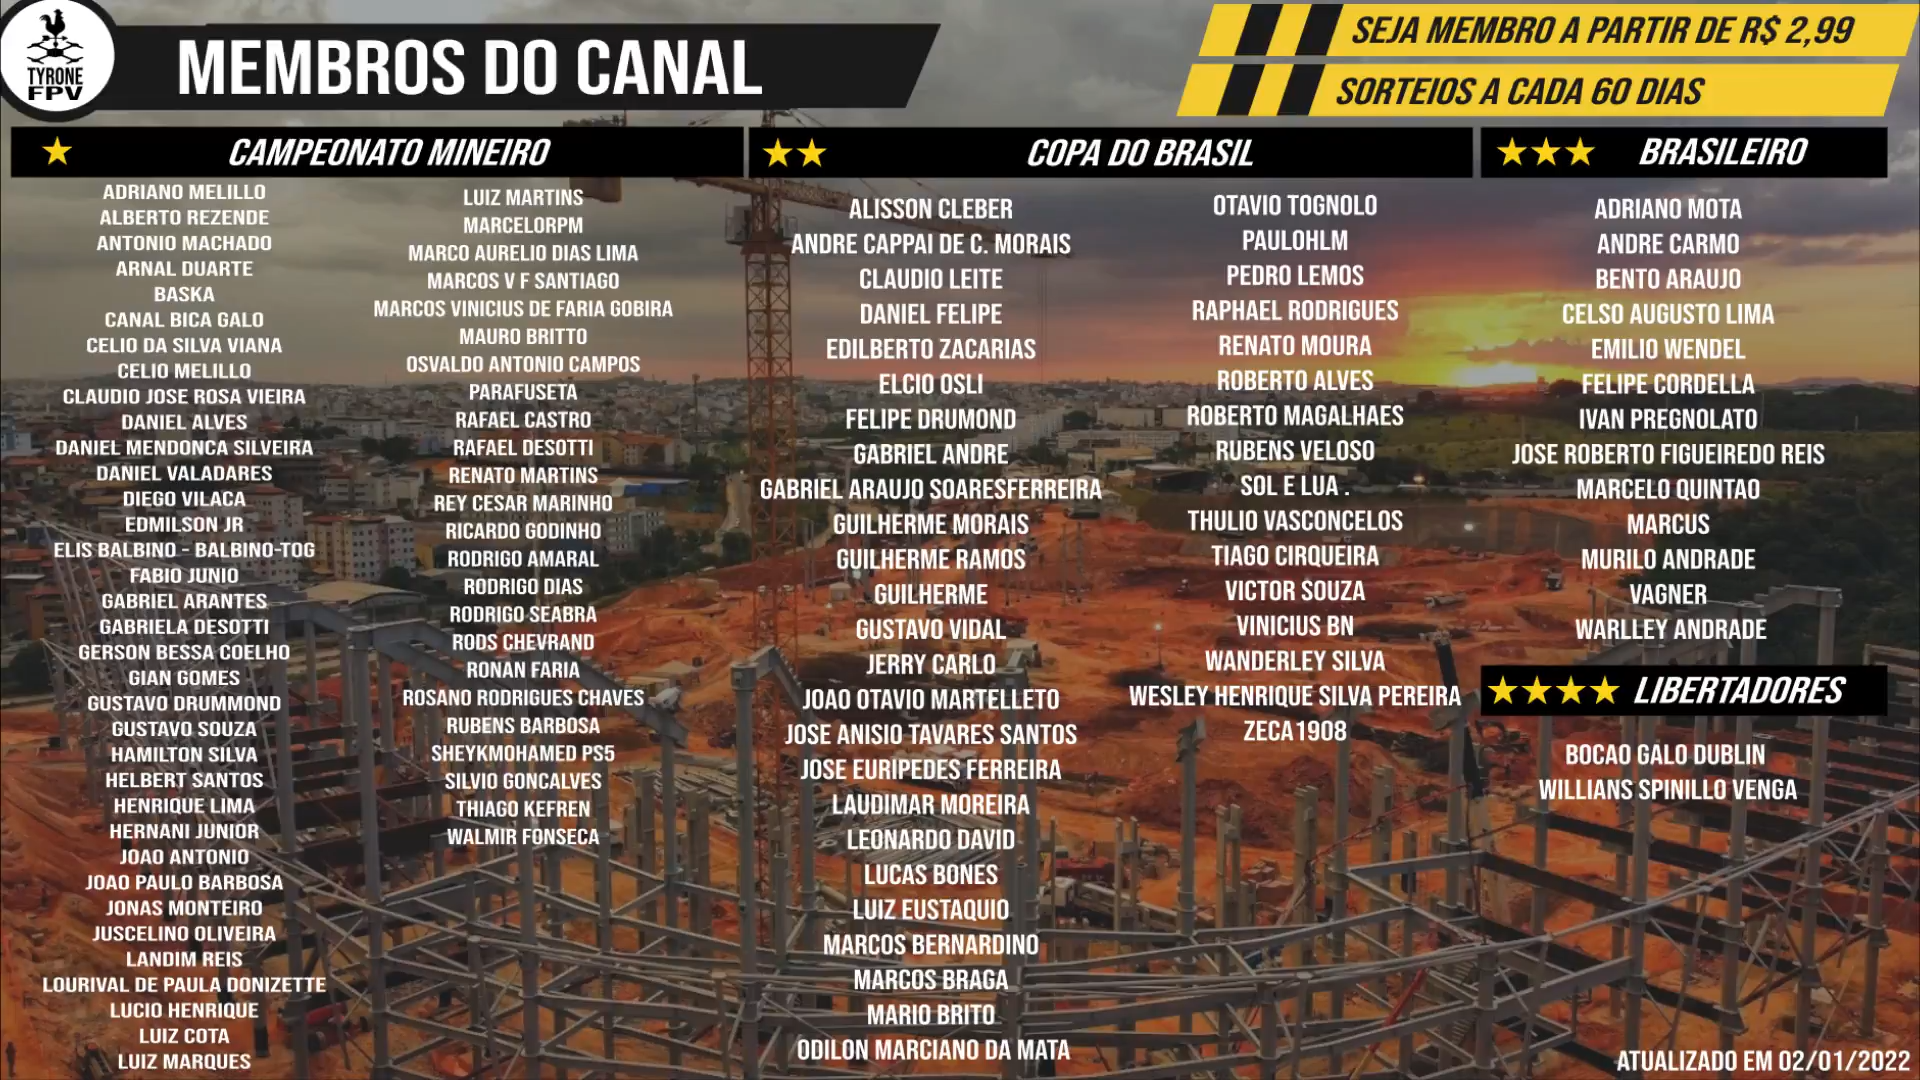 TYRONE
FPV
MEMBROS DO CANAL
SEJA MEMBRO A PARTIR DE R$ 2,99
SORTEIOS A CADA 60 DIAS
CAMPEONATO MINEIRO
ADRIANO MELILLO
ALBERTO REZENDE
ANTONIO MACHADO
ARNAL DUARTE
BASKA
CANAL BICA GALO
CELIO DA SILVA VIANA
CELIO MELILLO
CLAUDIO JOSE ROSA VIEIRA
DANIEL ALVES
DANIEL MENDONCA SILVEIRA
DANIEL VALADARES
DIEGO VILACA
EDMILSON JR
ELIS BALBINO - BALBINO-TOG
FABIO JUNIO
GABRIEL ARANTES
GABRIELA DESOTTI
GERSON BESSA COELHO
GIAN GOMES
GUSTAVO DRUMMOND
GUSTAVO SOUZA
HAMILTON SILVA
HELBERT SANTOS
HENRIQUE LIMA
HERNANI JUNIOR
JOAO ANTONIO
JOAO PAULO BARBOSA
JONAS MONTEIRO
JUSCELINO OLIVEIRA
LANDIM REIS
LOURIVAL DE PAULA DONIZETTE
LUCIO HENRIQUE
LUIZ COTA
LUIZ MARQUES
LUIZ MARTINS
MARCELORPM
MARCO AURELIO DIAS LIMA
MARCOS V F SANTIAGO
MARCOS VINICIUS DE FARIA GOBIRA
MAURO BRITTO
OSVALDO ANTONIO CAMPOS
PARAFUSETA
RAFAEL CASTRO
RAFAEL DESOTTI
RENATO MARTINS
REY CESAR MARINHO
RICARDO GODINHO
RODRIGO AMARAL
RODRIGO DIAS
RODRIGO SEABRA
RODS CHEVRAND
RONAN FARIA
ROSANO RODRIGUES CHAVES
RUBENS BARBOSA
SHEYKMOHAMED PS5
SILVIO GONCALVES
THIAGO KEFREN
WALMIR FONSECA
COPA DO BRASIL
ALISSON CLEBER
ANDRE CAPPAI DE C. MORAIS
CLAUDIO LEITE
DANIEL FELIPE
EDILBERTO ZACARIAS
ELCIO OSLI
FELIPE DRUMOND
GABRIEL ANDRE
GABRIEL ARAUJO SOARESFERREIRA
GUILHERME MORAIS
GUILHERME RAMOS
GUILHERME
GUSTAVO VIDAL
JERRY CARLO
JOAO OTAVIO MARTELLETO
JOSE ANISIO TAVARES SANTOS
JOSE EURIPEDES FERREIRA
LAUDIMAR MOREIRA
LEONARDO DAVID
LUCAS BONES
LUIZ EUSTAQUIO
MARCOS BERNARDINO
MARCOS BRAGA
MARIO BRITO
ODILON MARCIANO DA MATA
OTAVIO TOGNOLO
PAULOHLM
PEDRO LEMOS
RAPHAEL RODRIGUES
RENATO MOURA
ROBERTO ALVES
ROBERTO MAGALHAES
RUBENS VELOSO
SOL E LUA .
THULIO VASCONCELOS
TIAGO CIRQUEIRA
VICTOR SOUZA
VINICIUS BN
WANDERLEY SILVA
WESLEY HENRIQUE SILVA PEREIRA
ZECA1908
BRASILEIRO
ADRIANO MOTA
ANDRE CARMO
BENTO ARAUJO
CELSO AUGUSTO LIMA
EMILIO WENDEL
FELIPE CORDELLA
IVAN PREGNOLATO
JOSE ROBERTO FIGUEIREDO REIS
MARCELO QUINTAO
MARCUS
MURILO ANDRADE
VAGNER
WARLLEY ANDRADE
LIBERTADORES
BOCAO GALO DUBLIN
WILLIANS SPINILLO VENGA
ATUALIZADO EM 02/01/2022